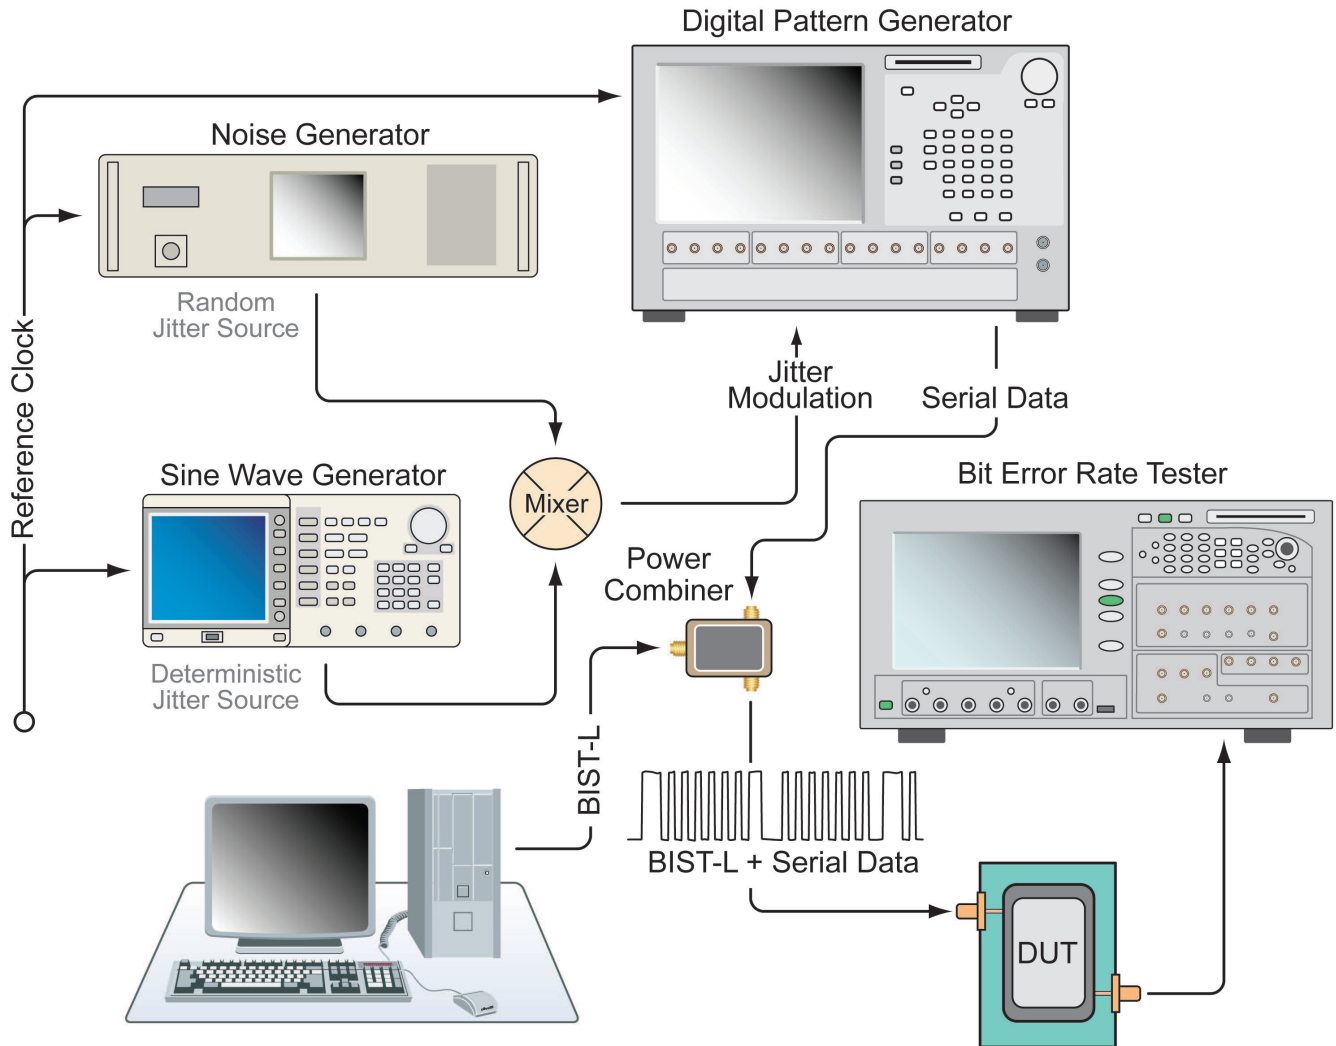 Digital Pattern Generator
Noise Generator
Random
Jitter Source
Reference Clock
Jitter
Modulation
Serial Data
Sine Wave Generator
Mixer
Bit Error Rate Tester
Power
Combiner
Deterministic
Jitter Source
BIST-L
BIST-L + Serial Data
DUT